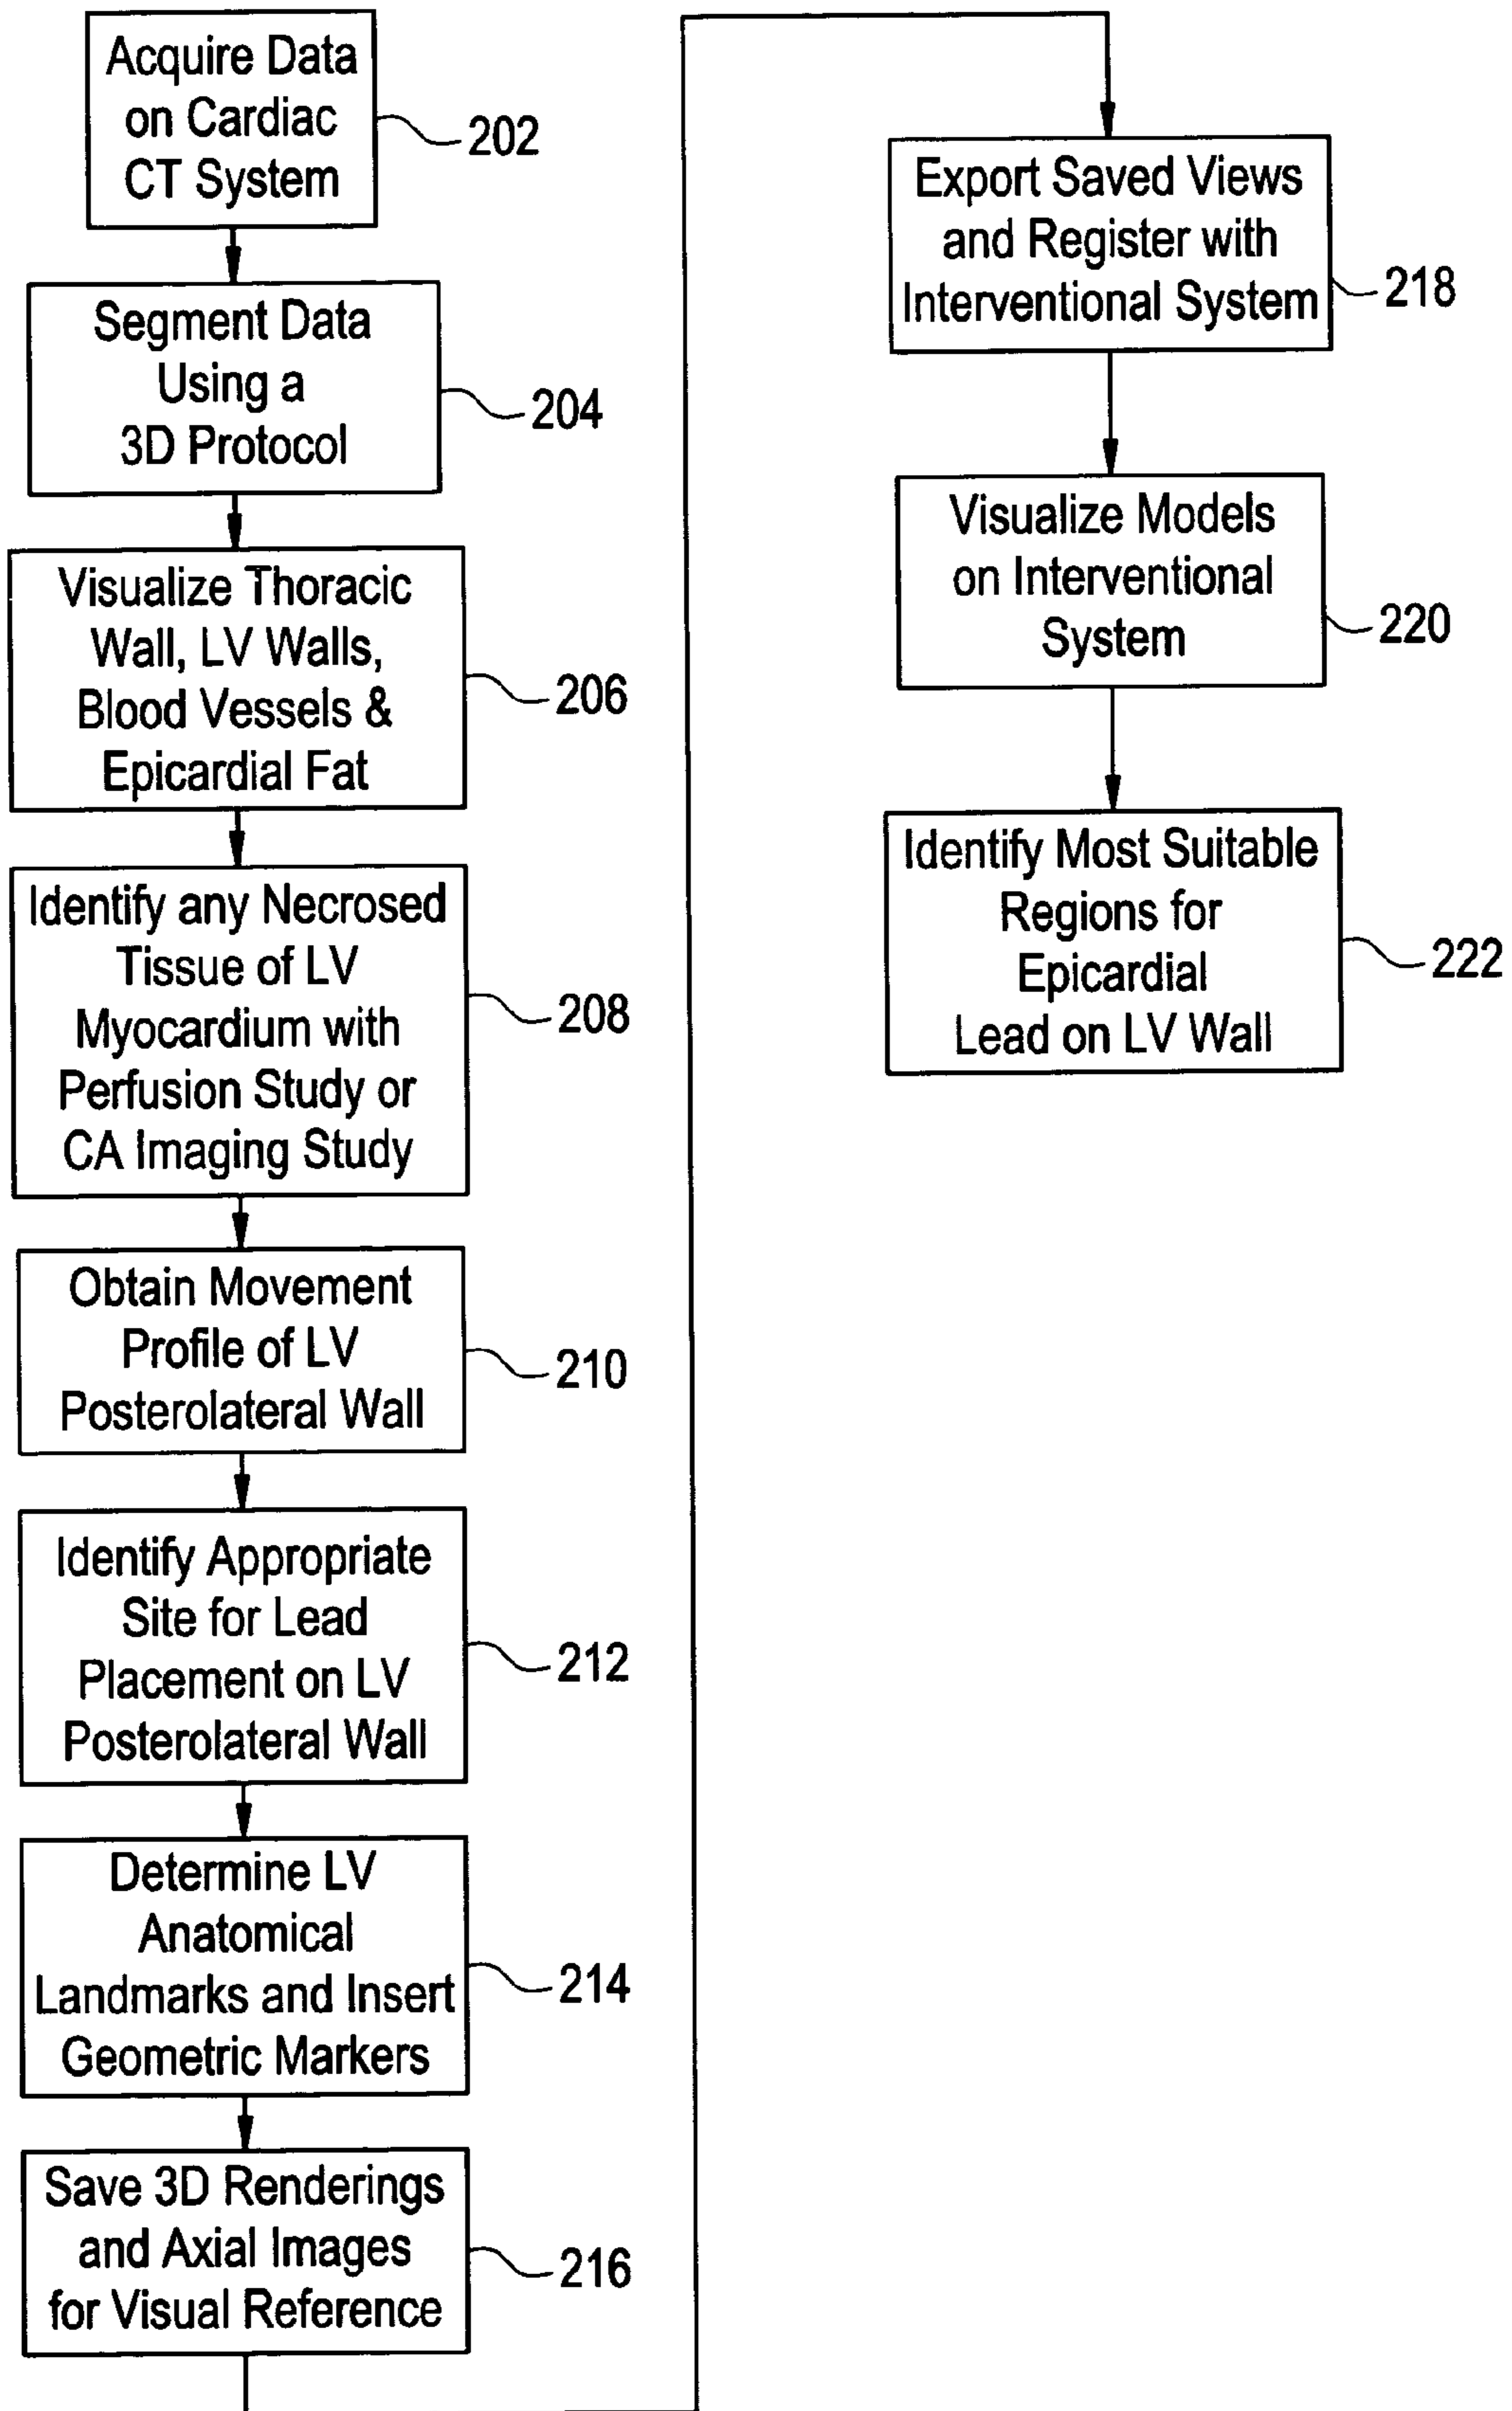 Acquire Data
on Cardiac
CT System
202
Segment Data
Using a
3D Protocol
204
Visualize Thoracic
Wall, LV Walls,
Blood Vessels &
Epicardial Fat
206
Identify any Necrosed
Tissue of LV
Myocardium with
Perfusion Study or
CA Imaging Study
208
Obtain Movement
Profile of LV
Posterolateral Wall
210
Identify Appropriate
Site for Lead
Placement on LV
Posterolateral Wall
212
Determine LV
Anatomical
Landmarks and Insert
Geometric Markers
214
Save 3D Renderings
and Axial Images
for Visual Reference
216
Export Saved Views
and Register with
Interventional System
218
Visualize Models
on Interventional
System
220
Identify Most Suitable
Regions for
Epicardial
Lead on LV Wall
222